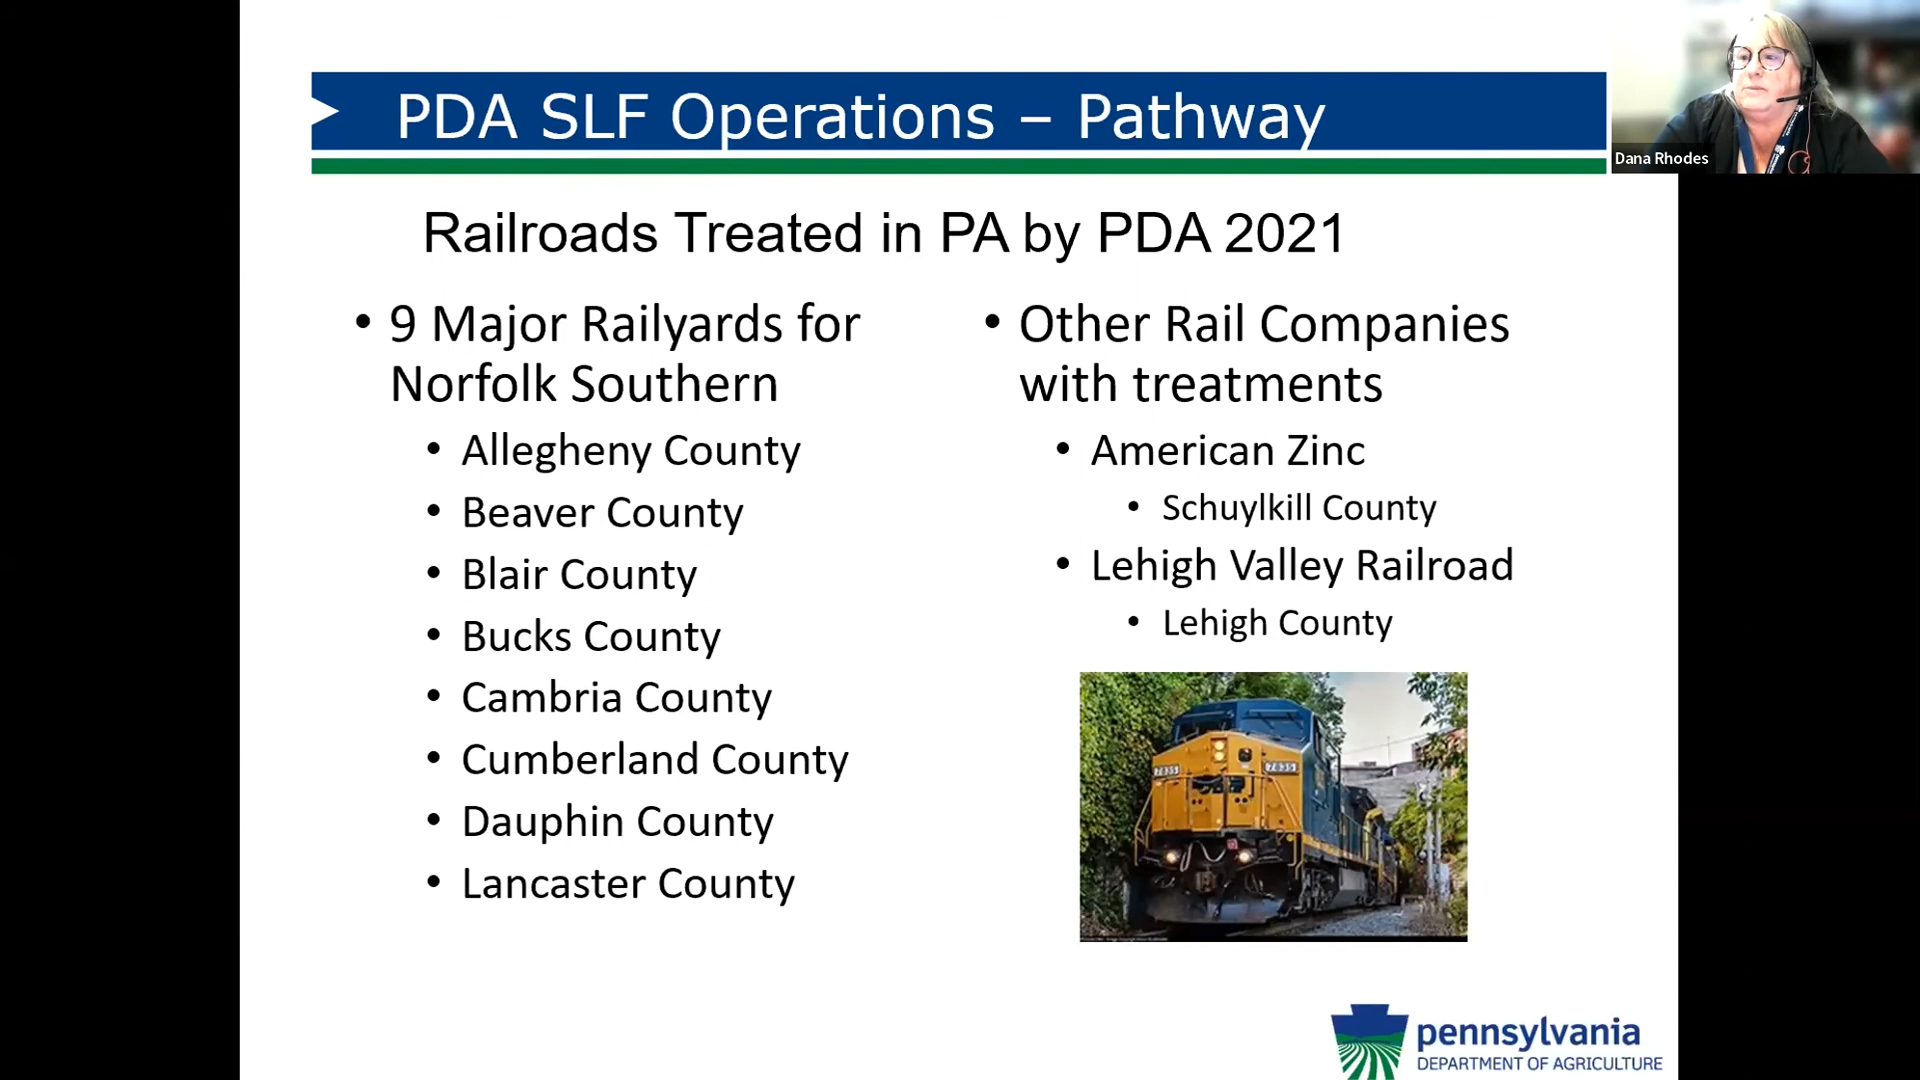 PDA SLF Operations – Pathway
Dana Rhodes
Railroads Treated in PA by PDA 2021
• 9 Major Railyards for
Norfolk Southern
• Allegheny County
• Beaver County
• Blair County
• Bucks County
• Cambria County
• Cumberland County
• Dauphin County
• Lancaster County
• Other Rail Companies
with treatments
• American Zinc
• Schuylkill County
• Lehigh Valley Railroad
• Lehigh County
7835
7835
pennsylvania
DEPARTMENT OF AGRICULTURE